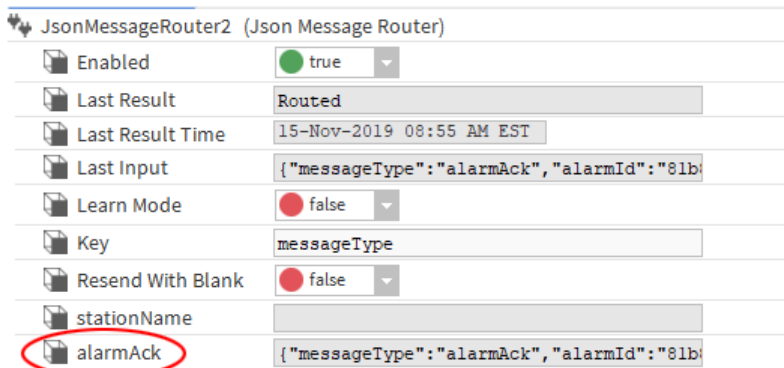 JsonMessageRouter2 (Json Message Router)
Enabled true
Last Result Routed
Last Result Time 15-Nov-2019 08:55 AM EST
Last Input {"messageType":"alarmAck","alarmId":"81b
Learn Mode false
Key messageType
Resend With Blank false
stationName
alarmAck {"messageType":"alarmAck","alarmId":"81b